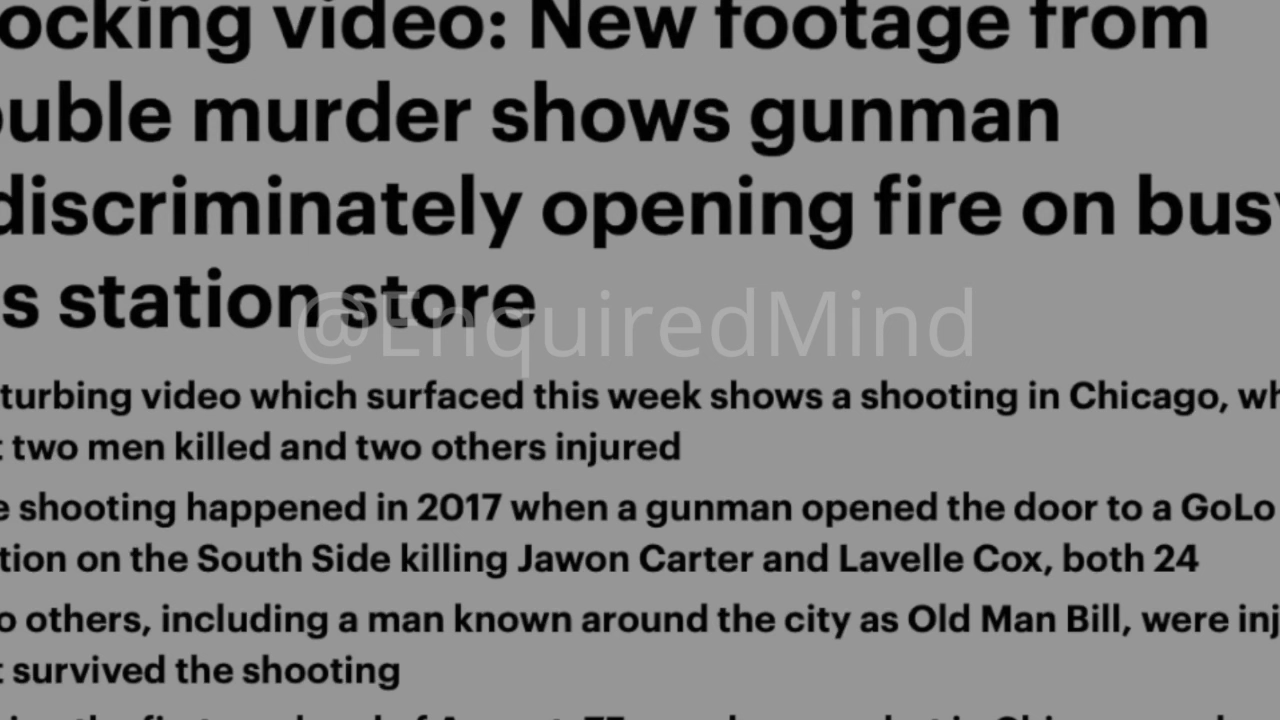 ocking video: New footage from
ouble murder shows gunman
discriminately opening fire on busy
s station store
@EnquiredMind
turbing video which surfaced this week shows a shooting in Chicago, wh
t two men killed and two others injured
e shooting happened in 2017 when a gunman opened the door to a GoLo
tion on the South Side killing Jawon Carter and Lavelle Cox, both 24
o others, including a man known around the city as Old Man Bill, were inj
t survived the shooting